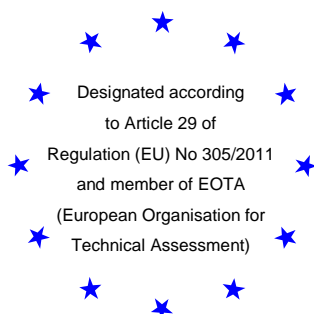 Designated according
to Article 29 of
Regulation (EU) No 305/2011
and member of EOTA
(European Organisation for
Technical Assessment)